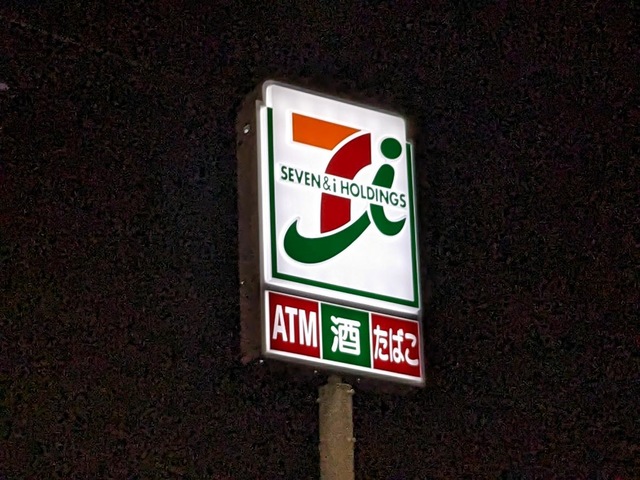 SEVEN&i HOLDINGS
ATM 酒 たばこ